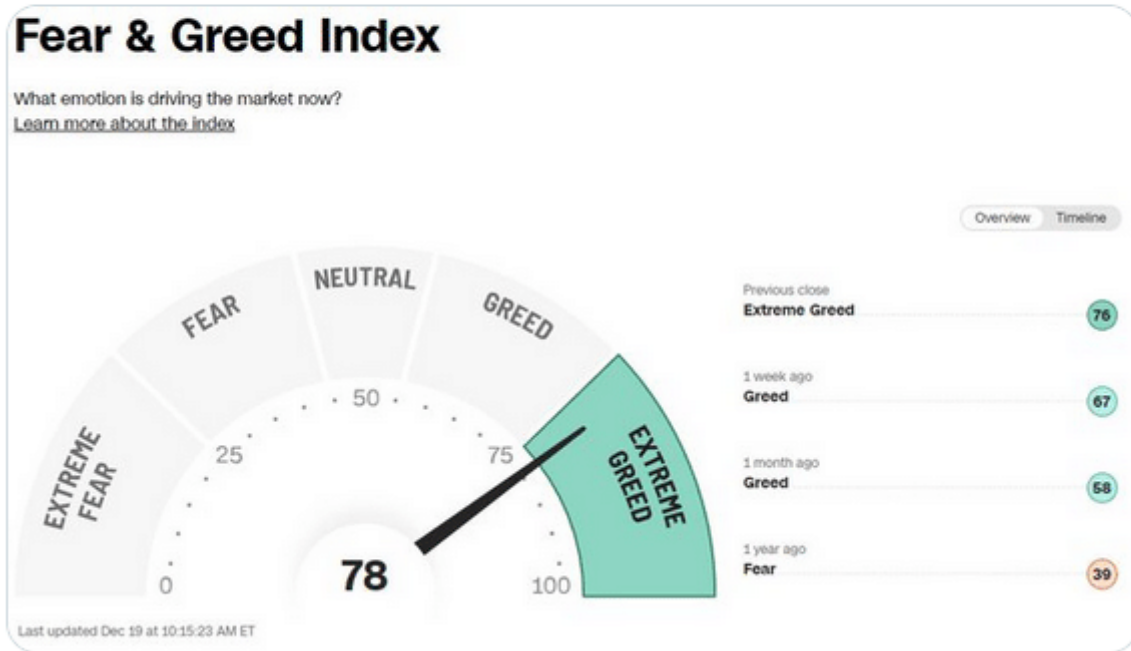 Fear & Greed Index
What emotion is driving the market now?
Learn more about the index
Overview
Timeline
EXTREME
FEAR
FEAR
NEUTRAL
GREED
EXTREME
GREED
0
25
50
75
100
78
Previous close
Extreme Greed
76
1 week ago
Greed
67
1 month ago
Greed
58
1 year ago
Fear
39
Last updated Dec 19 at 10:15:23 AM ET